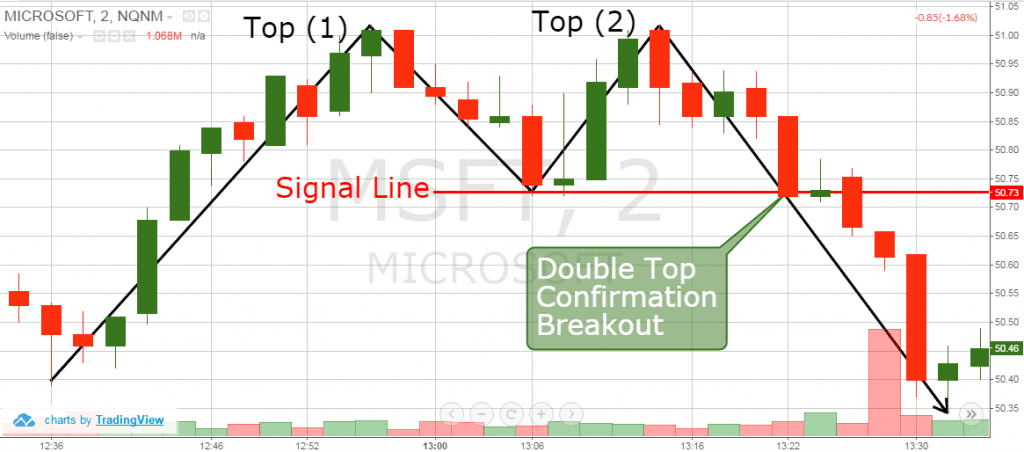 MICROSOFT, 2, NQNM
Volume (false) 1.068M n/a
-0.85(-1.68%)
Top (1)
Top (2)
MSFT, 2
MICROSOFT
Signal Line
Double Top
Confirmation
Breakout
51.05
51.00
50.95
50.90
50.85
50.80
50.75
50.73
50.70
50.65
50.60
50.55
50.50
50.46
50.40
50.35
charts by TradingView
12:36
12:46
12:52
13:00
13:06
13:16
13:22
13:30